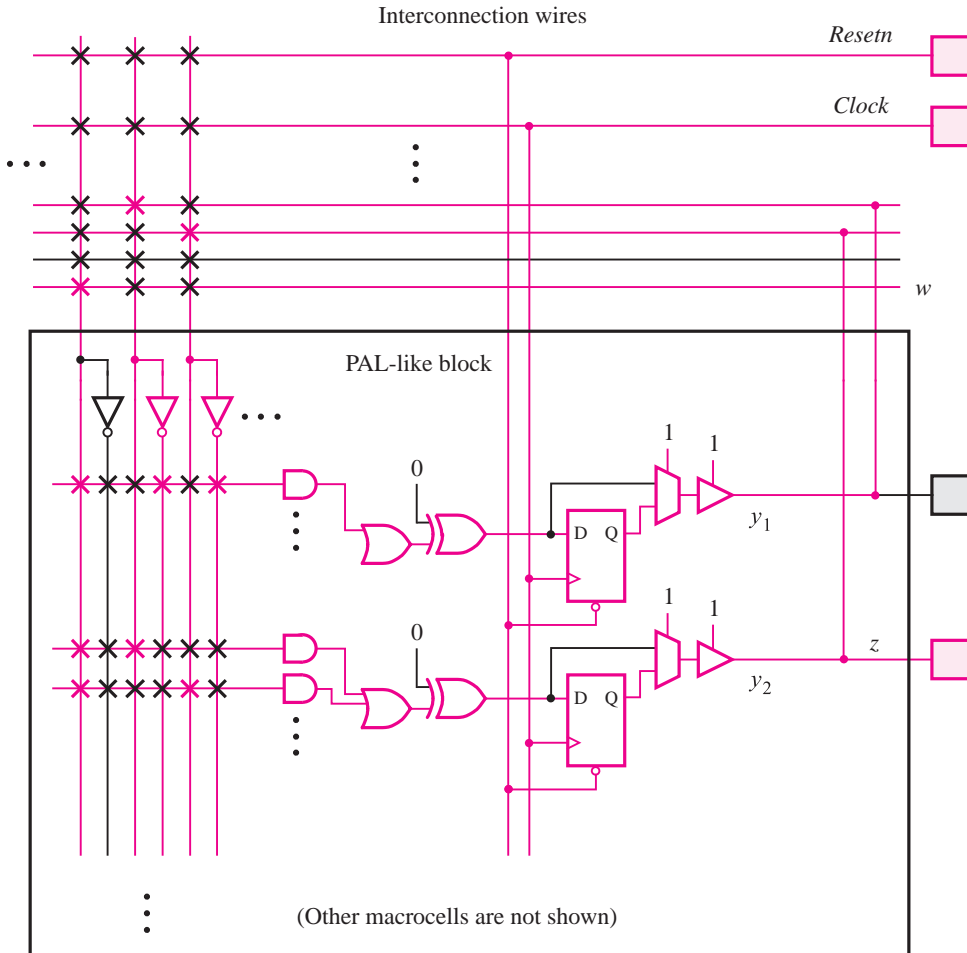 Interconnection wires
Resetn
Clock
w
PAL-like block
0
1
1
D Q
y1
0
1
1
z
D Q
y2
(Other macrocells are not shown)